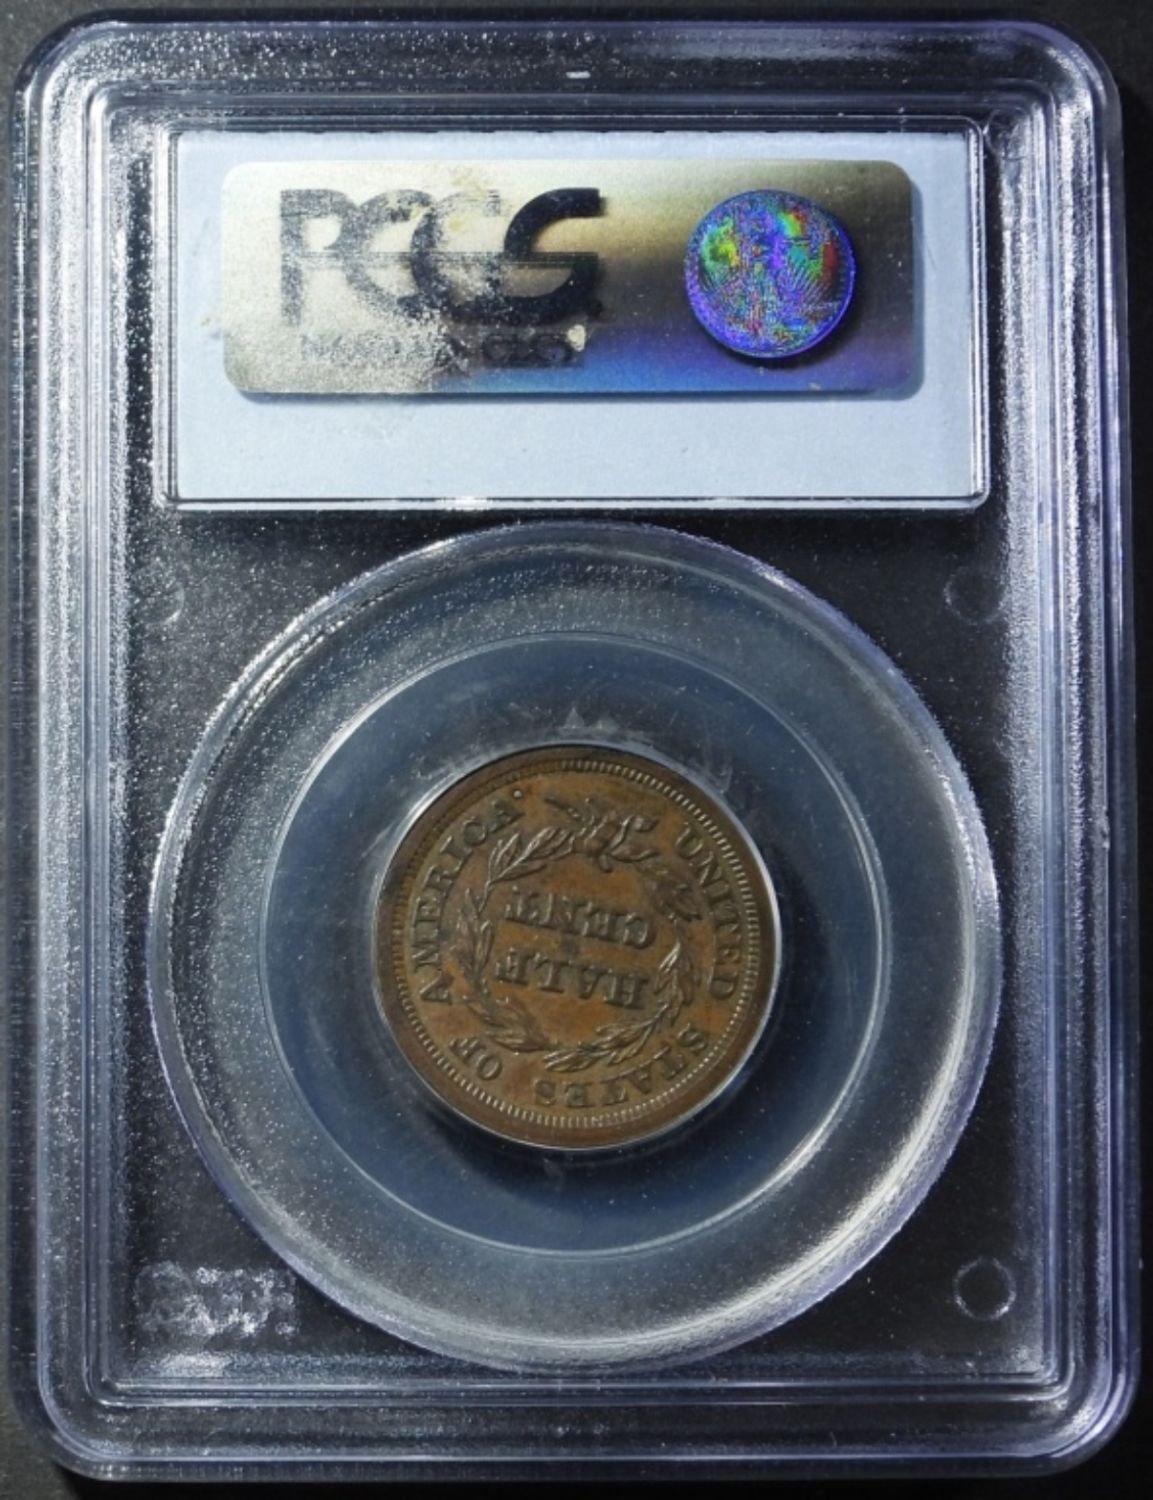 PCGS
UNITED STATES OF AMERICA
HALF
CENT